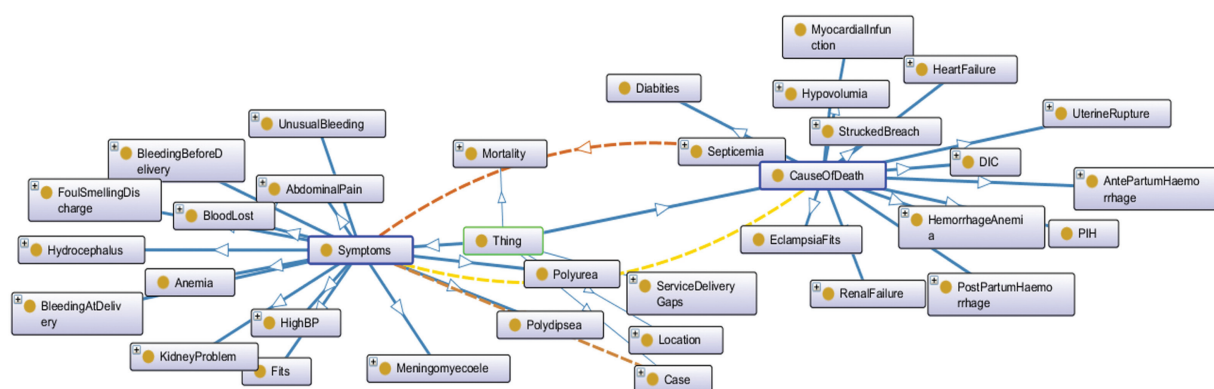 MyocardialInfun
ction
HeartFailure
Diabities
Hypovolumia
UterineRupture
UnusualBleeding
StruckedBreach
BleedingBeforeD
elivery
Mortality
Septicemia
DIC
CauseOfDeath
AntePartumHaemo
rrhage
FoulSmellingDis
charge
AbdominalPain
BloodLost
HemorrhageAnemi
a
PIH
Hydrocephalus
Symptoms
Thing
EclampsiaFits
Anemia
Polyurea
ServiceDelivery
Gaps
RenalFailure
PostPartumHaemo
rrhage
BleedingAtDeliv
ery
HighBP
Polydipsea
Location
KidneyProblem
Fits
Meningomyecoele
Case